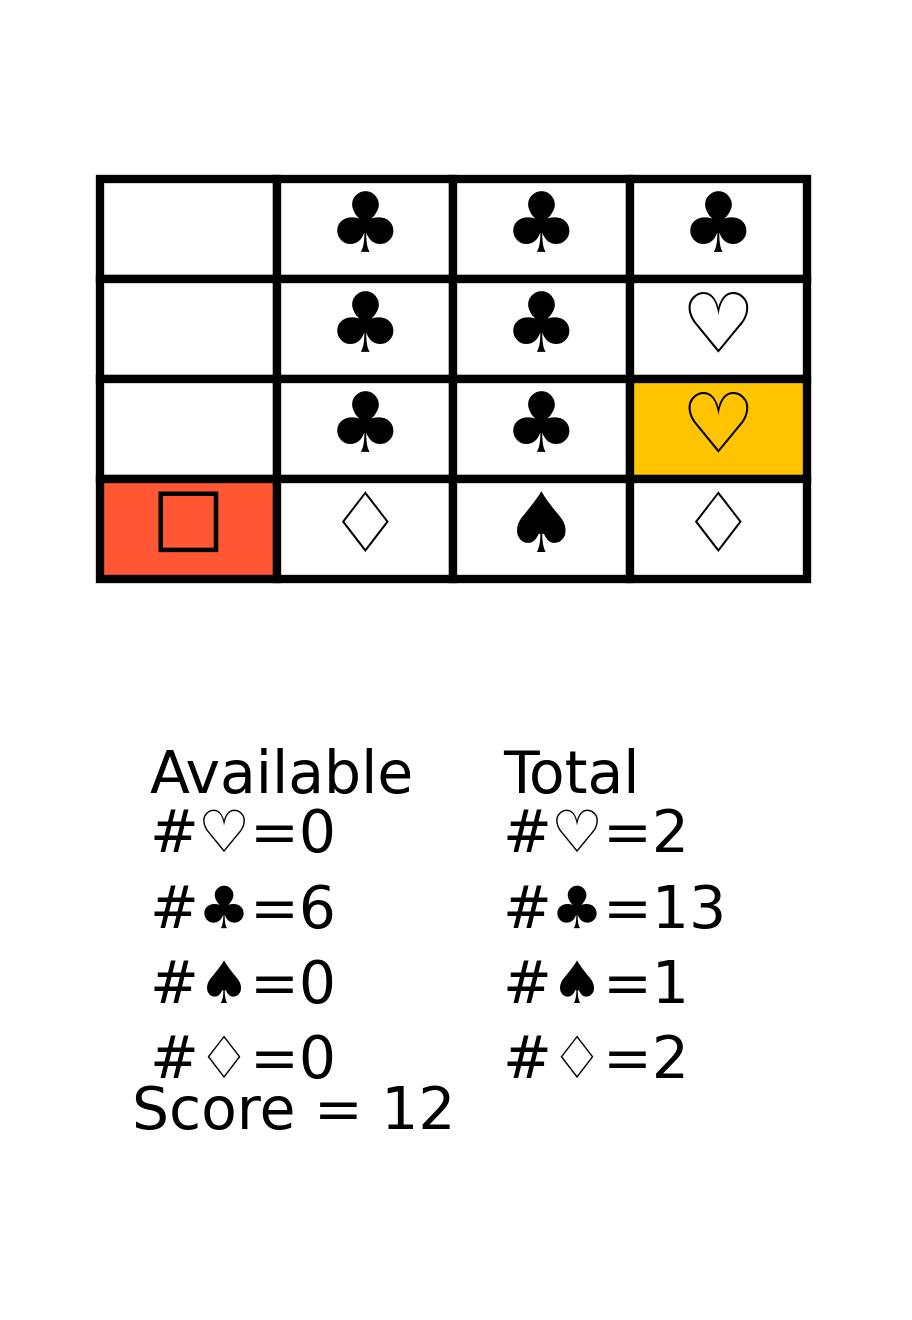 ♣ ♣ ♣
♣ ♣ ♡
♣ ♣ ♡
□ ♢ ♠ ♢
Available Total
#♡=0 #♡=2
#♣=6 #♣=13
#♠=0 #♠=1
#♢=0 #♢=2
Score = 12